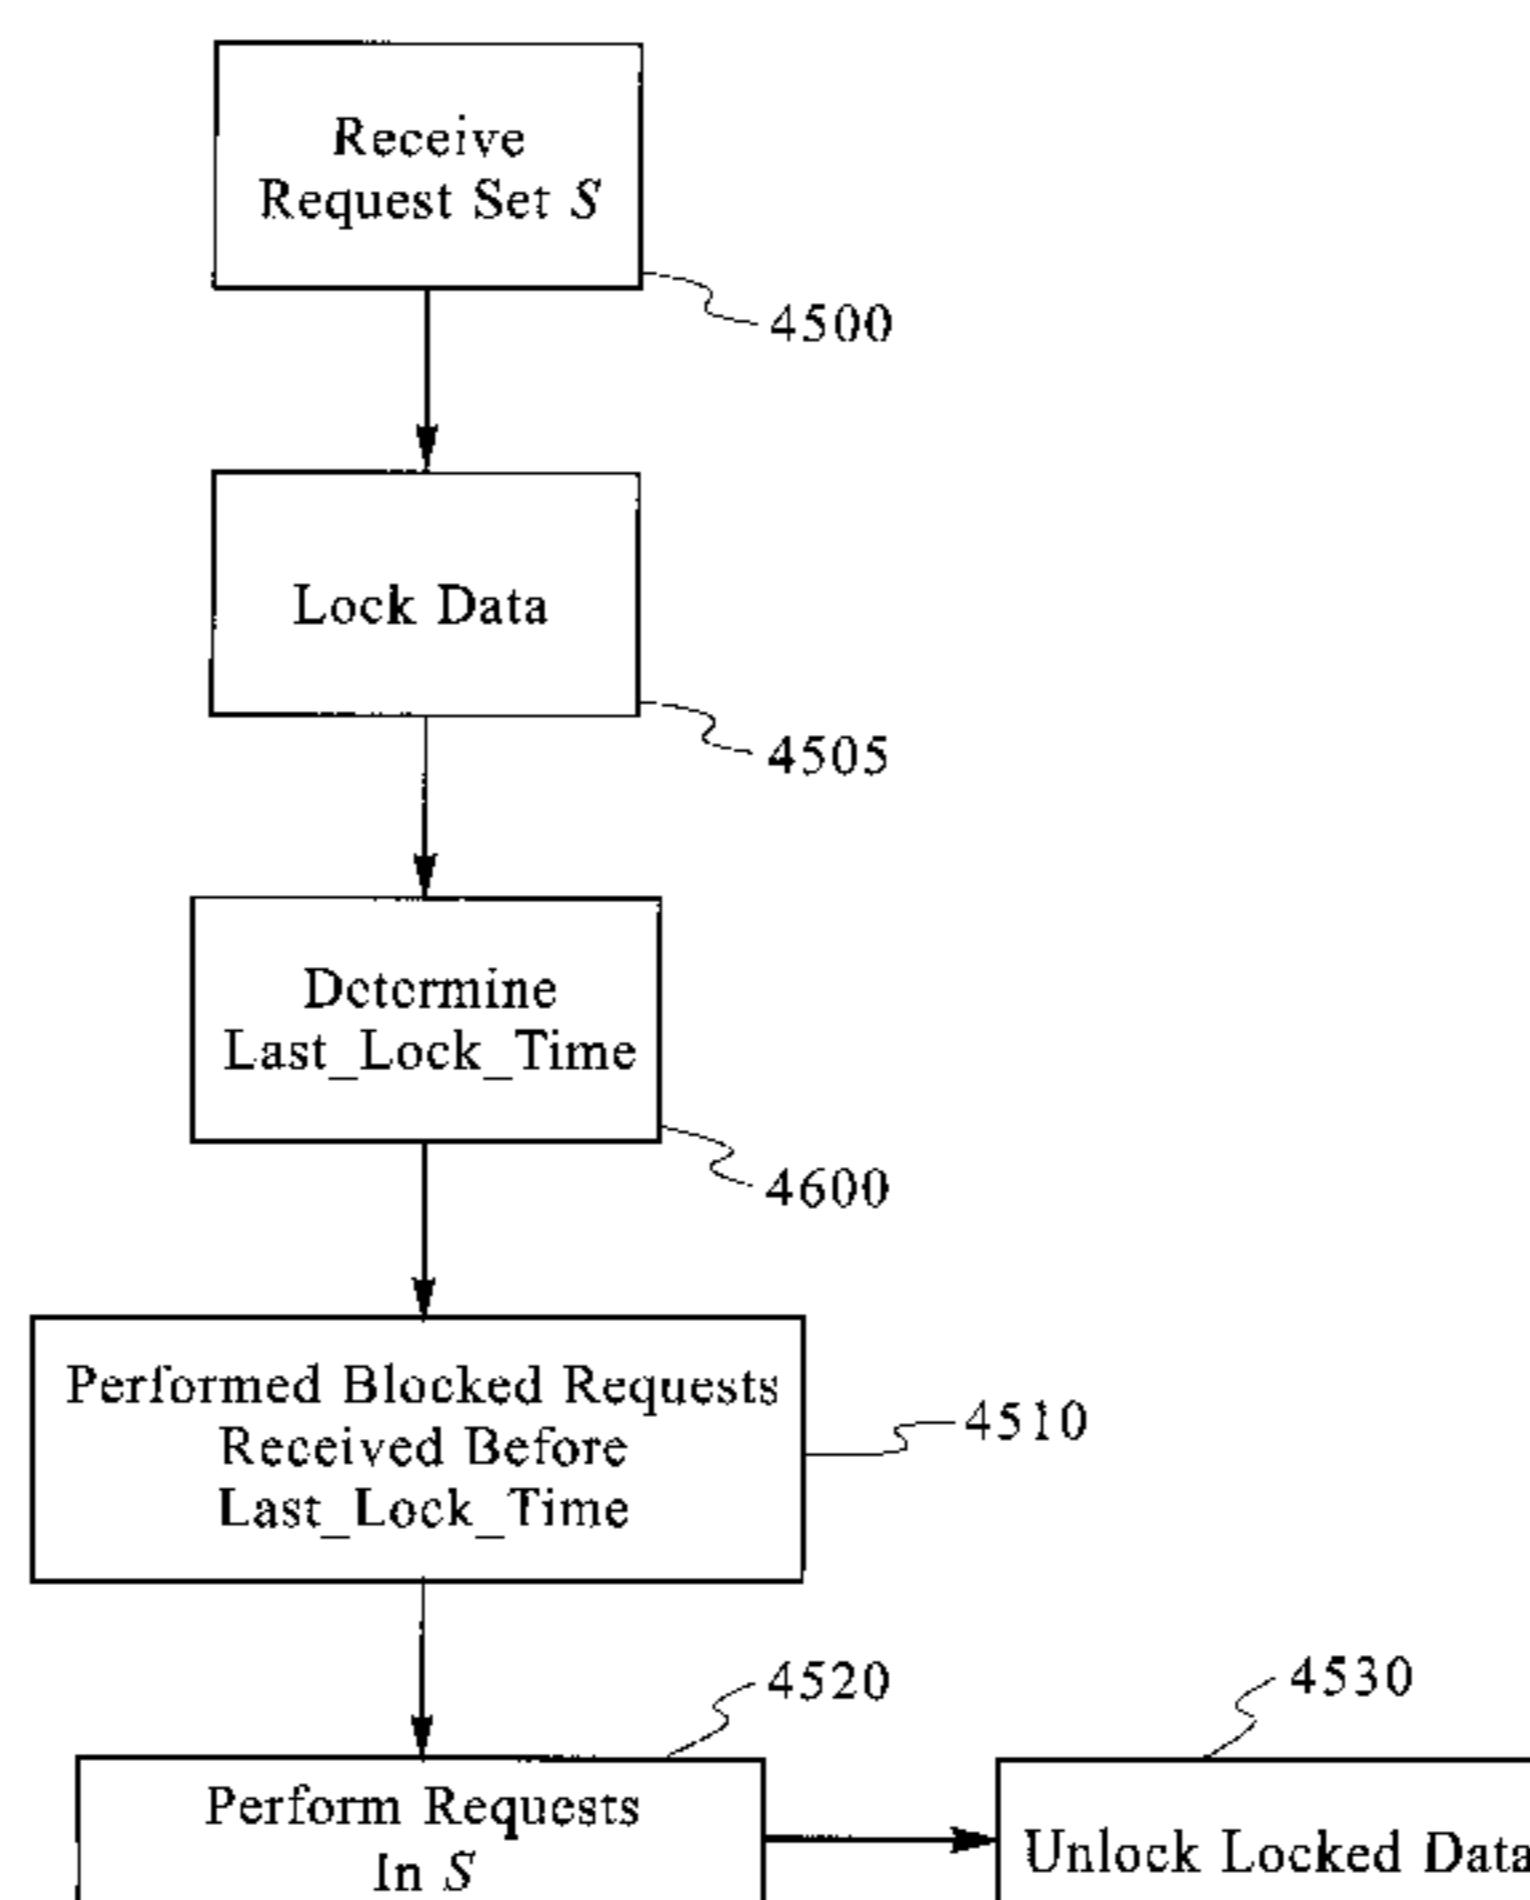 Receive
Request Set S
4500
Lock Data
4505
Determine
Last_Lock_Time
4600
Performed Blocked Requests
Received Before
Last_Lock_Time
4510
4520
4530
Perform Requests
In S
Unlock Locked Data